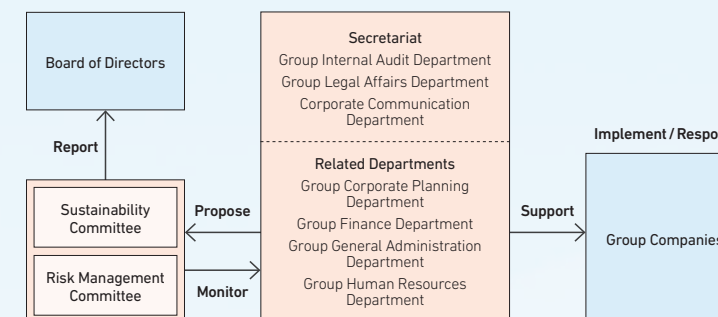 Board of Directors
Report
Sustainability
Committee
Risk Management
Committee
Propose
Monitor
Secretariat
Group Internal Audit Department
Group Legal Affairs Department
Corporate Communication
Department
Related Departments
Group Corporate Planning
Department
Group Finance Department
Group General Administration
Department
Group Human Resources
Department
Support
Implement / Respo
Group Companies